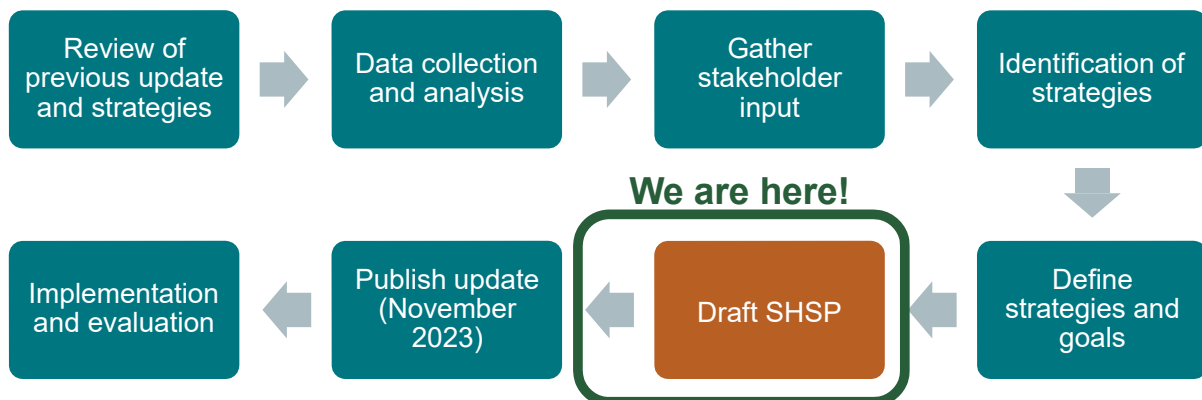 Review of
previous update
and strategies
Data collection
and analysis
Gather
stakeholder
input
Identification of
strategies
We are here!
Implementation
and evaluation
Publish update
(November
2023)
Draft SHSP
Define
strategies and
goals